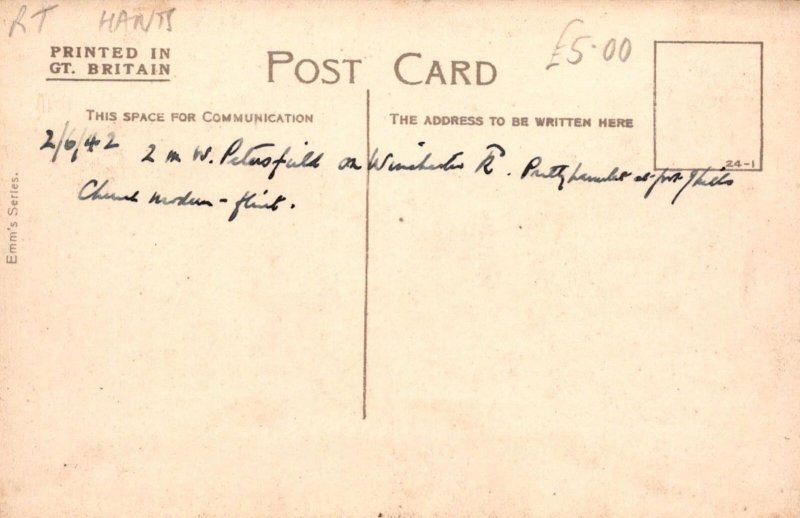 RT HANTS
£5.00
PRINTED IN
GT. BRITAIN
POST CARD
THIS SPACE FOR COMMUNICATION
THE ADDRESS TO BE WRITTEN HERE
24-1
2/6/42 2 m W. Petersfield on Winchester Rd. Pretty hamlet at foot of hills
Church modern - flint.
Emm's Series.